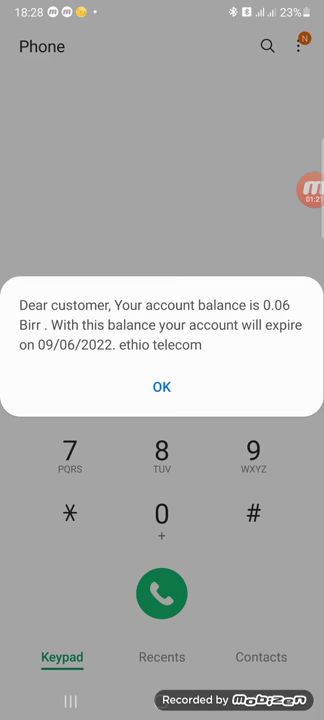 18:28
23%
Phone
N
01:21
Dear customer, Your account balance is 0.06
Birr . With this balance your account will expire
on 09/06/2022. ethio telecom
OK
7 8 9
PQRS TUV WXYZ
* 0 #
+
Keypad Recents Contacts
Recorded by mobizen